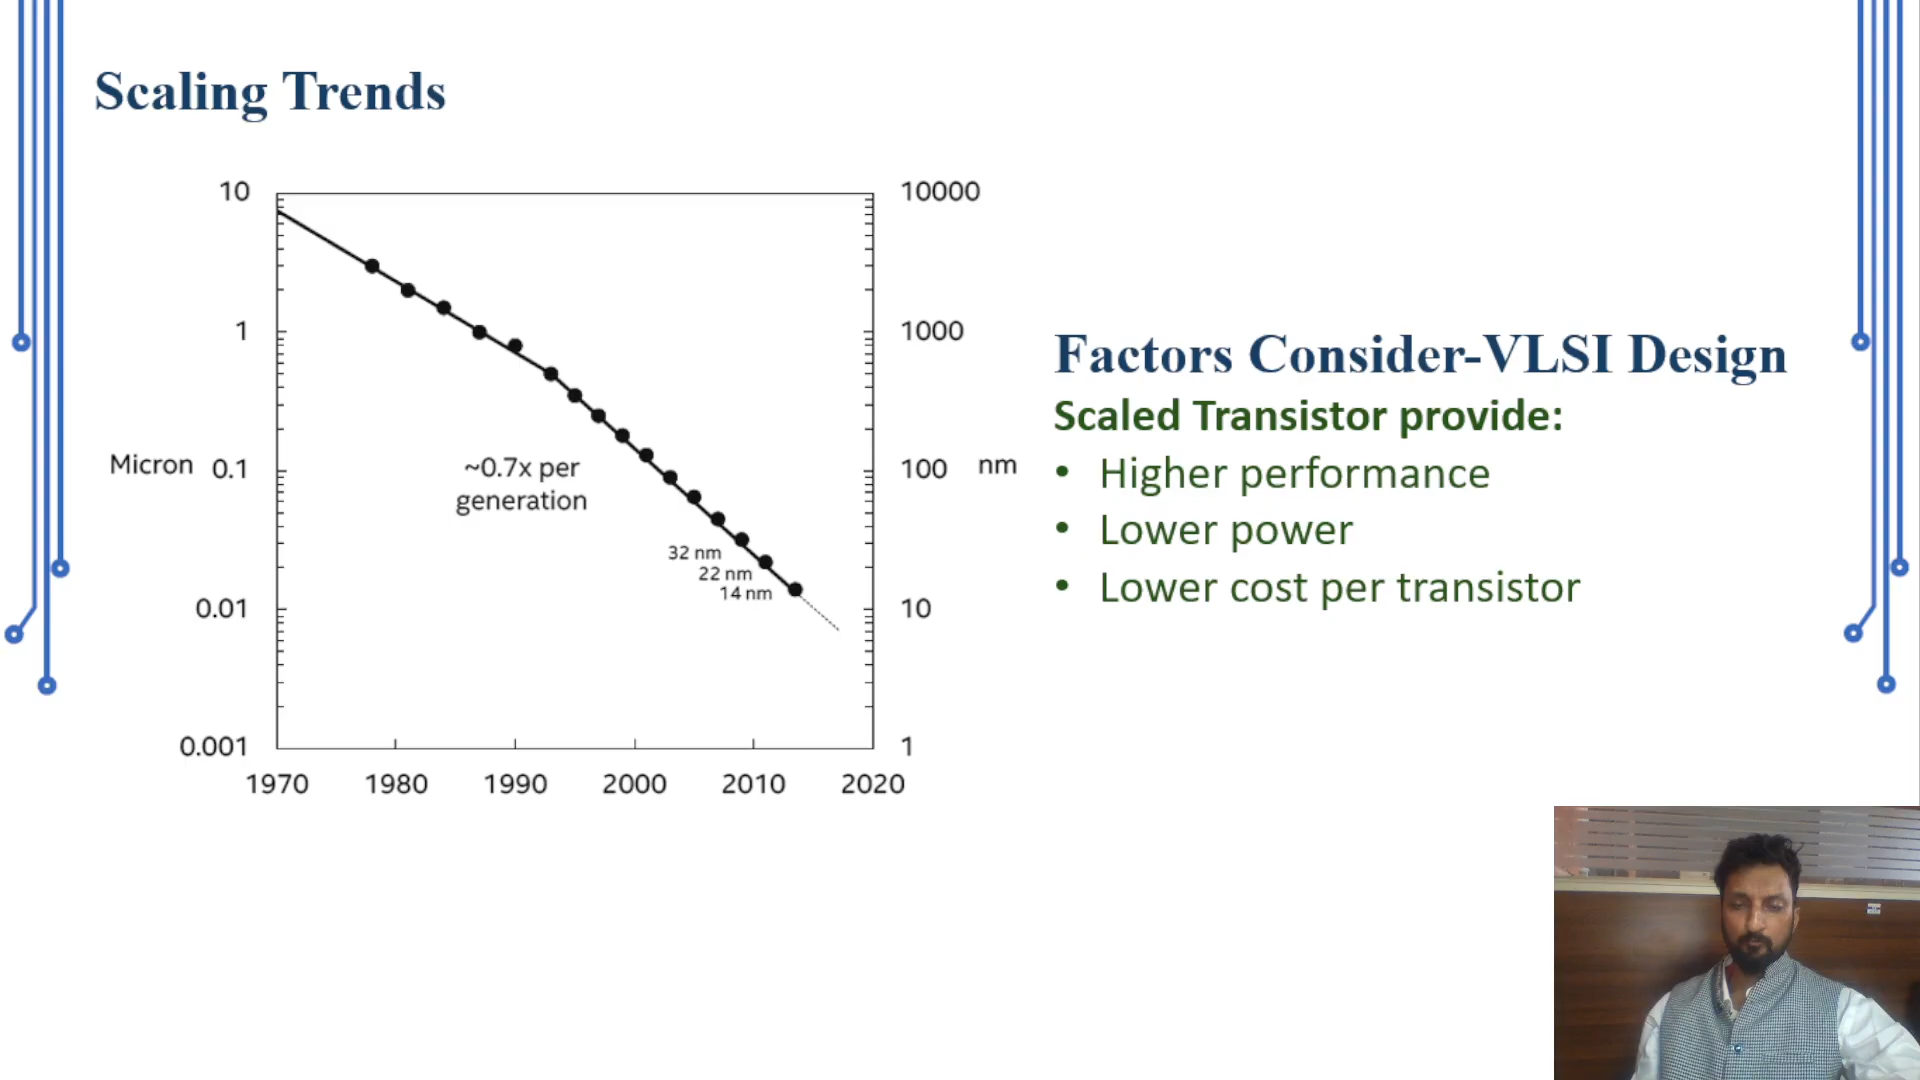 Scaling Trends
10
1
Micron 0.1
0.01
0.001
10000
1000
100 nm
10
1
~0.7x per
generation
32 nm
22 nm
14 nm
1970 1980 1990 2000 2010 2020
Factors Consider-VLSI Design
Scaled Transistor provide:
• Higher performance
• Lower power
• Lower cost per transistor